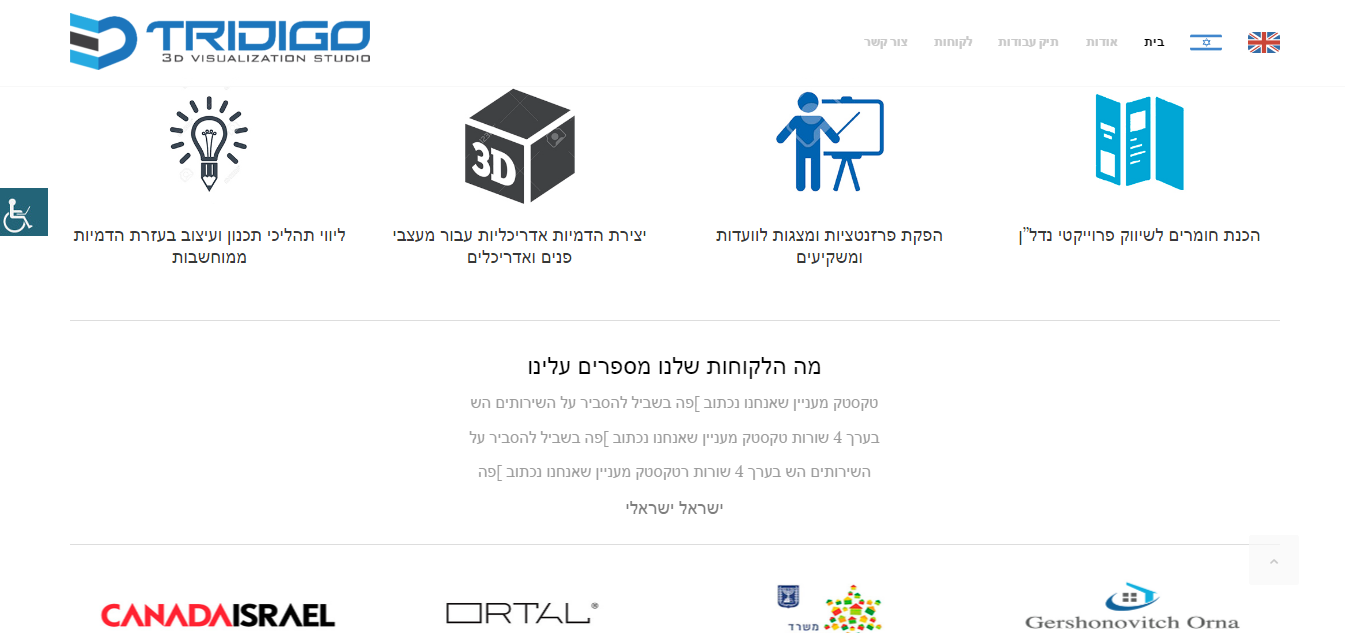 TRIDIGO
3D VISUALIZATION STUDIO
בית
אודות
תיק עבודות
לקוחות
צור קשר
הכנת חומרים לשיווק פרוייקטי נדל”ן
הפקת פרזנטציות ומצגות לוועדות
ומשקיעים
3D
יצירת הדמיות אדריכליות עבור מעצבי
פנים ואדריכלים
ליווי תהליכי תכנון ועיצוב בעזרת הדמיות
ממוחשבות
מה הלקוחות שלנו מספרים עלינו
טקסטק מעניין שאנחנו נכתוב ]פה בשביל להסביר על השירותים הש
בערך 4 שורות טקסטק מעניין שאנחנו נכתוב ]פה בשביל להסביר על
השירותים הש בערך 4 שורות רטקסטק מעניין שאנחנו נכתוב ]פה
ישראל ישראלי
Gershonovitch Orna
משרד
ORTAL®
CANADAISRAEL